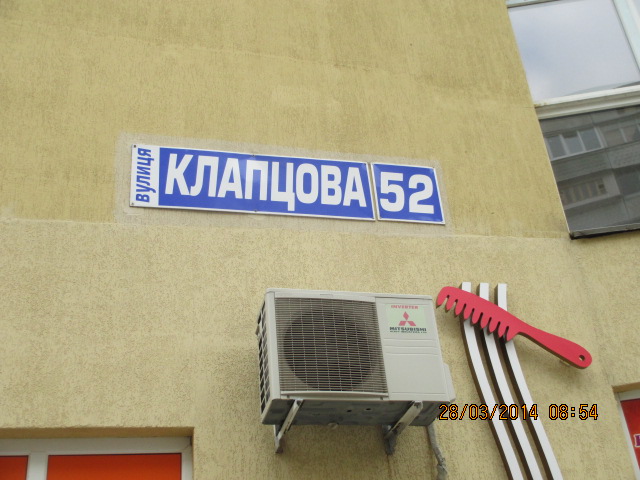 вулиця КЛАПЦОВА 52
INVERTER
MITSUBISHI
28/03/2014 08:54